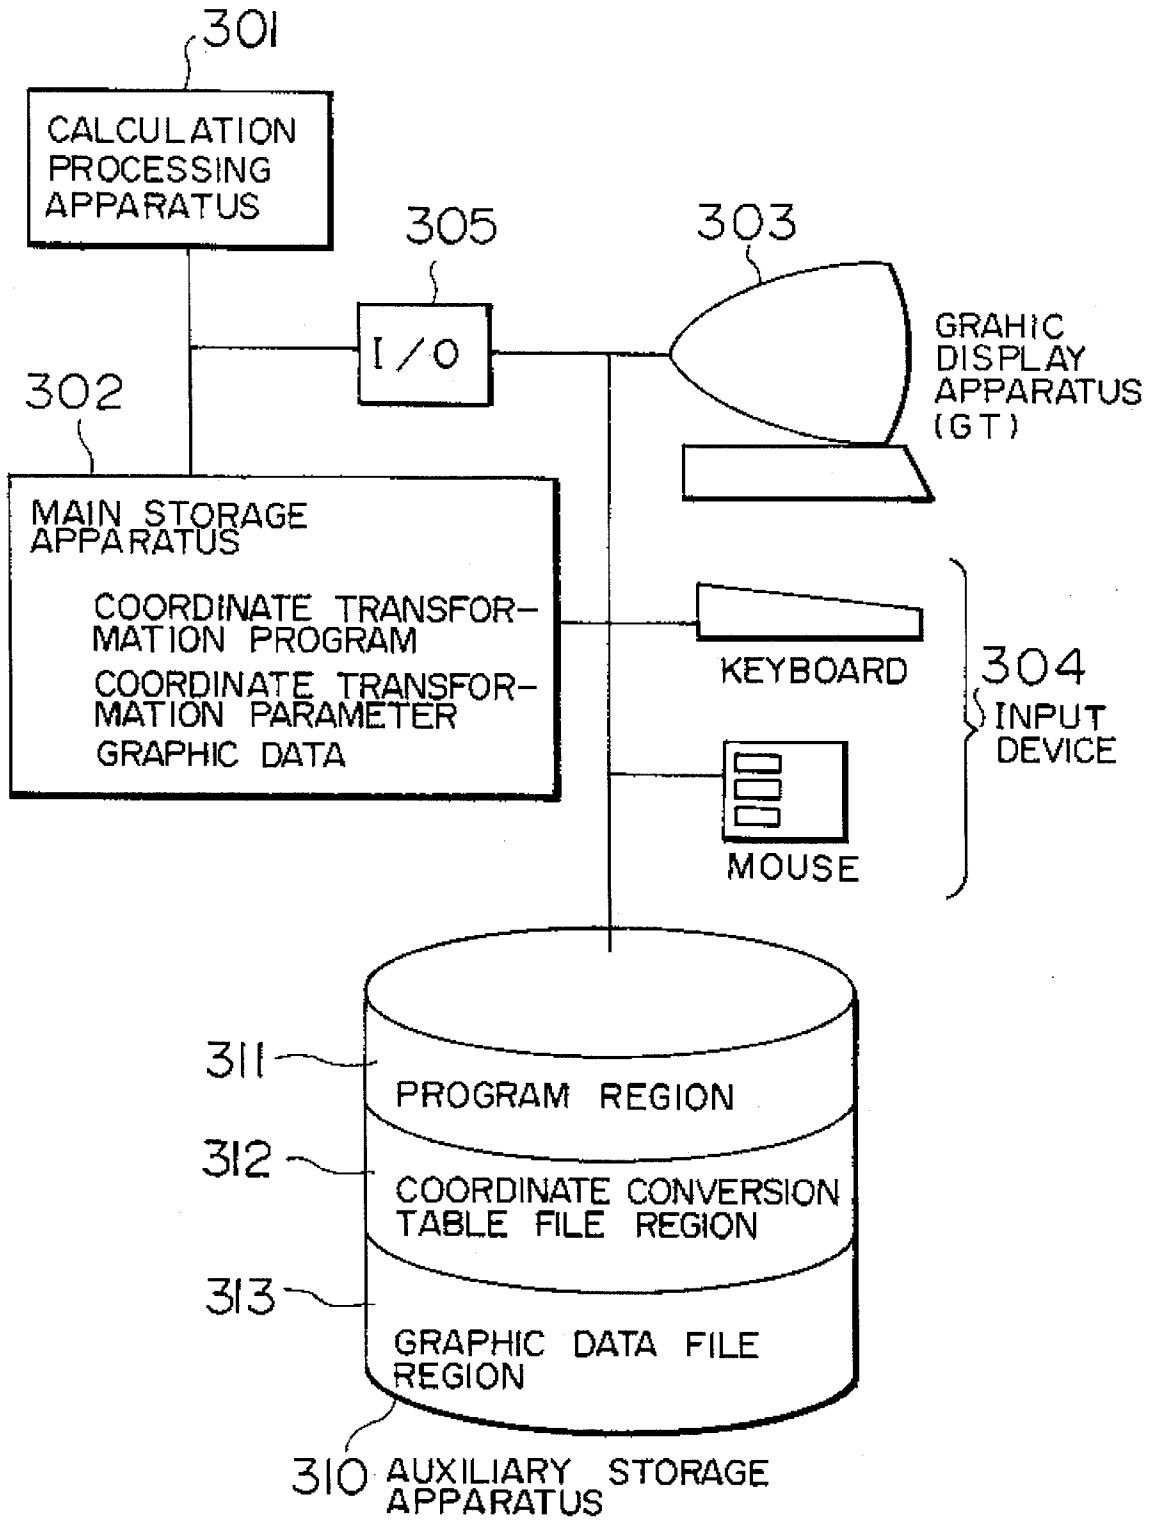 301
CALCULATION
PROCESSING
APPARATUS
305
I/O
303
GRAHIC
DISPLAY
APPARATUS
(GT)
302
MAIN STORAGE
APPARATUS
COORDINATE TRANSFOR-
MATION PROGRAM
COORDINATE TRANSFOR-
MATION PARAMETER
GRAPHIC DATA
KEYBOARD
304
INPUT
DEVICE
MOUSE
311
PROGRAM REGION
312
COORDINATE CONVERSION
TABLE FILE REGION
313
GRAPHIC DATA FILE
REGION
310
AUXILIARY STORAGE
APPARATUS